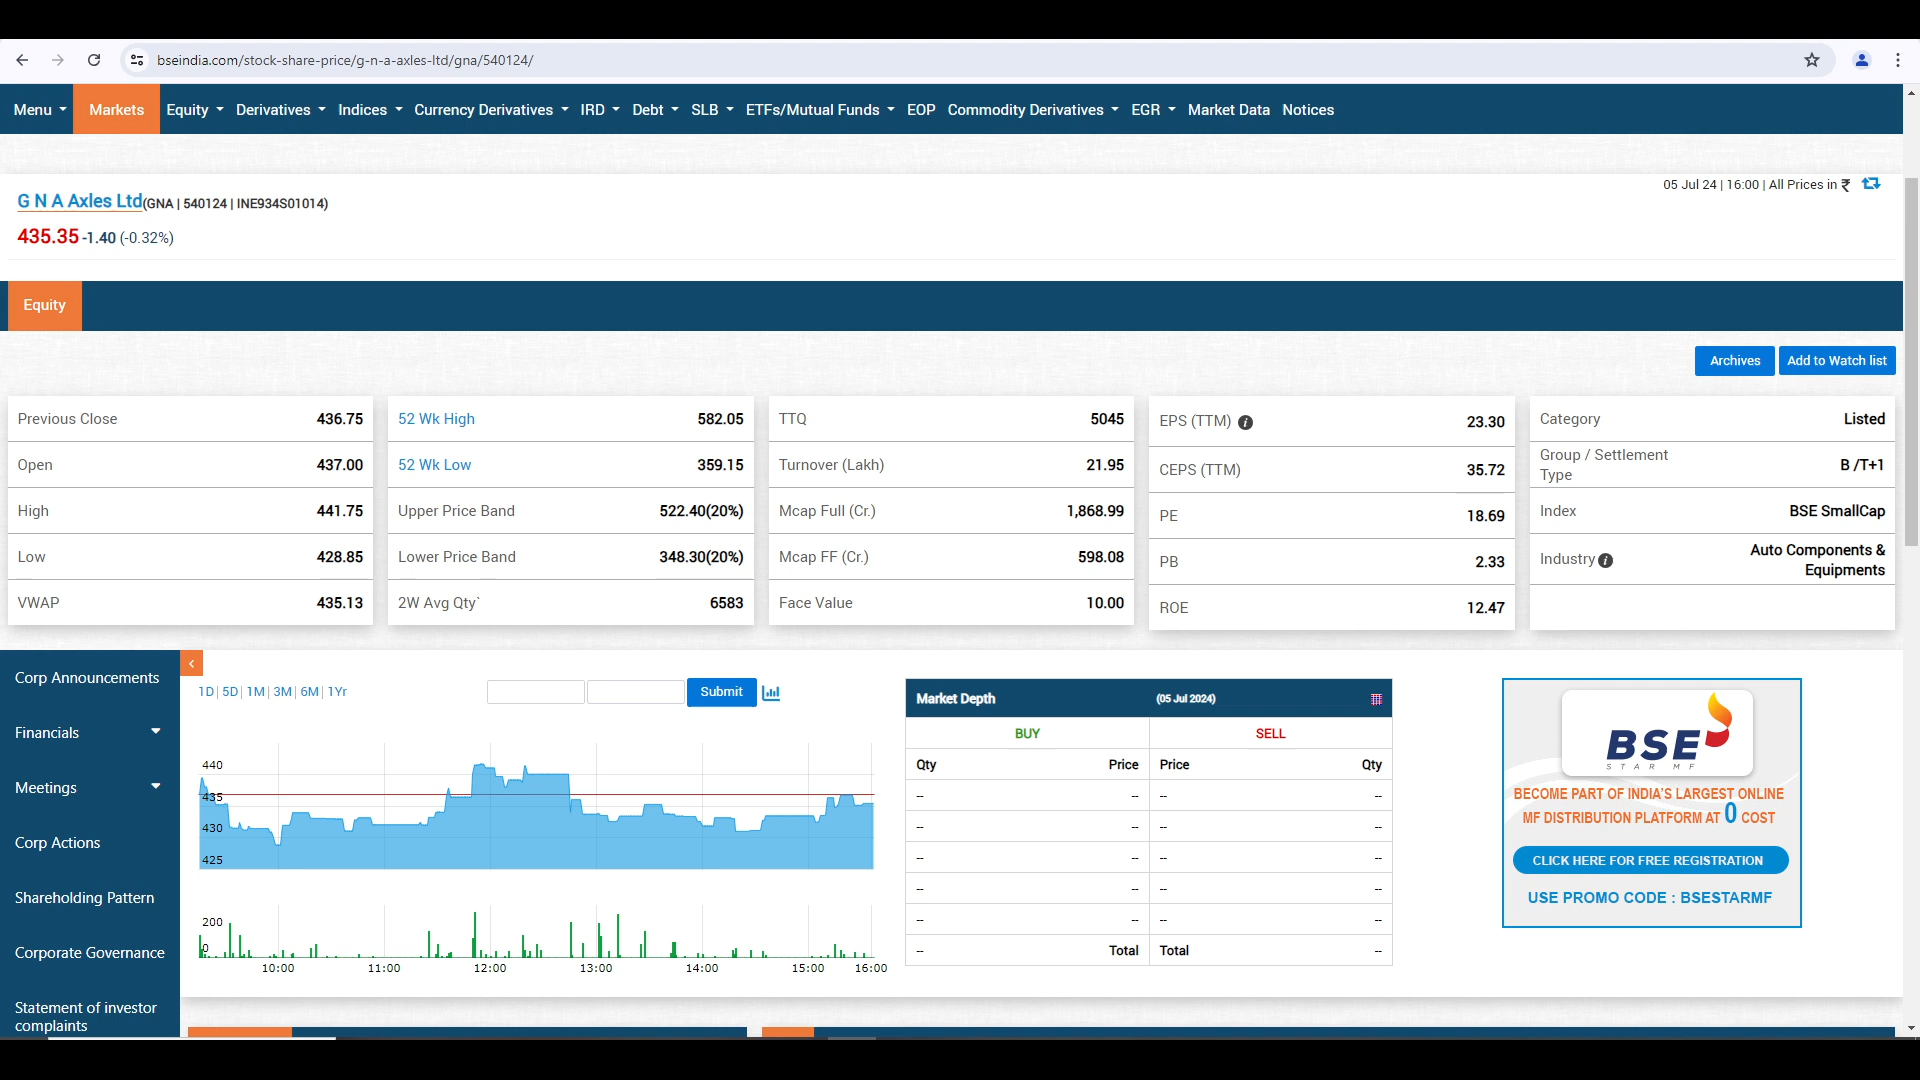 bseindia.com/stock-share-price/g-n-a-axles-ltd/gna/540124/
Menu Markets Equity Derivatives Indices Currency Derivatives IRD Debt SLB ETFs/Mutual Funds EOP Commodity Derivatives EGR Market Data Notices
05 Jul 24 | 16:00 | All Prices in ₹
G N A Axles Ltd(GNA | 540124 | INE934S01014)
435.35 -1.40 (-0.32%)
Equity
Archives Add to Watch list
Previous Close 436.75
Open 437.00
High 441.75
Low 428.85
VWAP 435.13
52 Wk High 582.05
52 Wk Low 359.15
Upper Price Band 522.40(20%)
Lower Price Band 348.30(20%)
2W Avg Qty` 6583
TTQ 5045
Turnover (Lakh) 21.95
Mcap Full (Cr.) 1,868.99
Mcap FF (Cr.) 598.08
Face Value 10.00
EPS (TTM) i 23.30
CEPS (TTM) 35.72
PE 18.69
PB 2.33
ROE 12.47
Category Listed
Group / Settlement
Type B /T+1
Index BSE SmallCap
Industry i Auto Components &
Equipments
Corp Announcements
Financials
Meetings
Corp Actions
Shareholding Pattern
Corporate Governance
Statement of investor
complaints
1D | 5D | 1M | 3M | 6M | 1Yr
Submit
440
435
430
425
200
0
10:00 11:00 12:00 13:00 14:00 15:00 16:00
Market Depth (05 Jul 2024)
BUY SELL
Qty Price Price Qty
-- -- -- --
-- -- -- --
-- -- -- --
-- -- -- --
-- -- -- --
-- Total Total --
BSE
STAR MF
BECOME PART OF INDIA'S LARGEST ONLINE
MF DISTRIBUTION PLATFORM AT 0 COST
CLICK HERE FOR FREE REGISTRATION
USE PROMO CODE : BSESTARMF